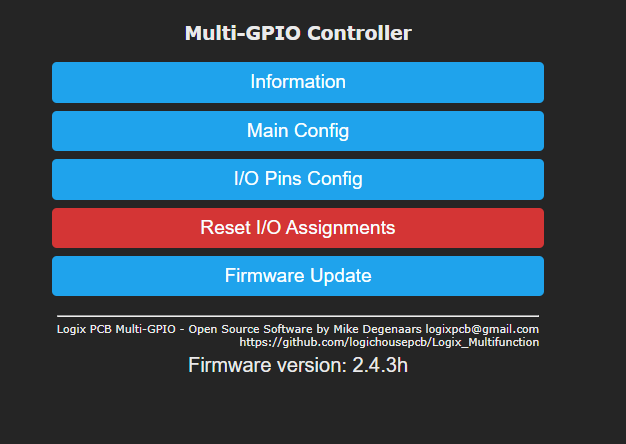 Multi-GPIO Controller
Information
Main Config
I/O Pins Config
Reset I/O Assignments
Firmware Update
Logix PCB Multi-GPIO - Open Source Software by Mike Degenaars logixpcb@gmail.com
https://github.com/logichousepcb/Logix_Multifunction
Firmware version: 2.4.3h